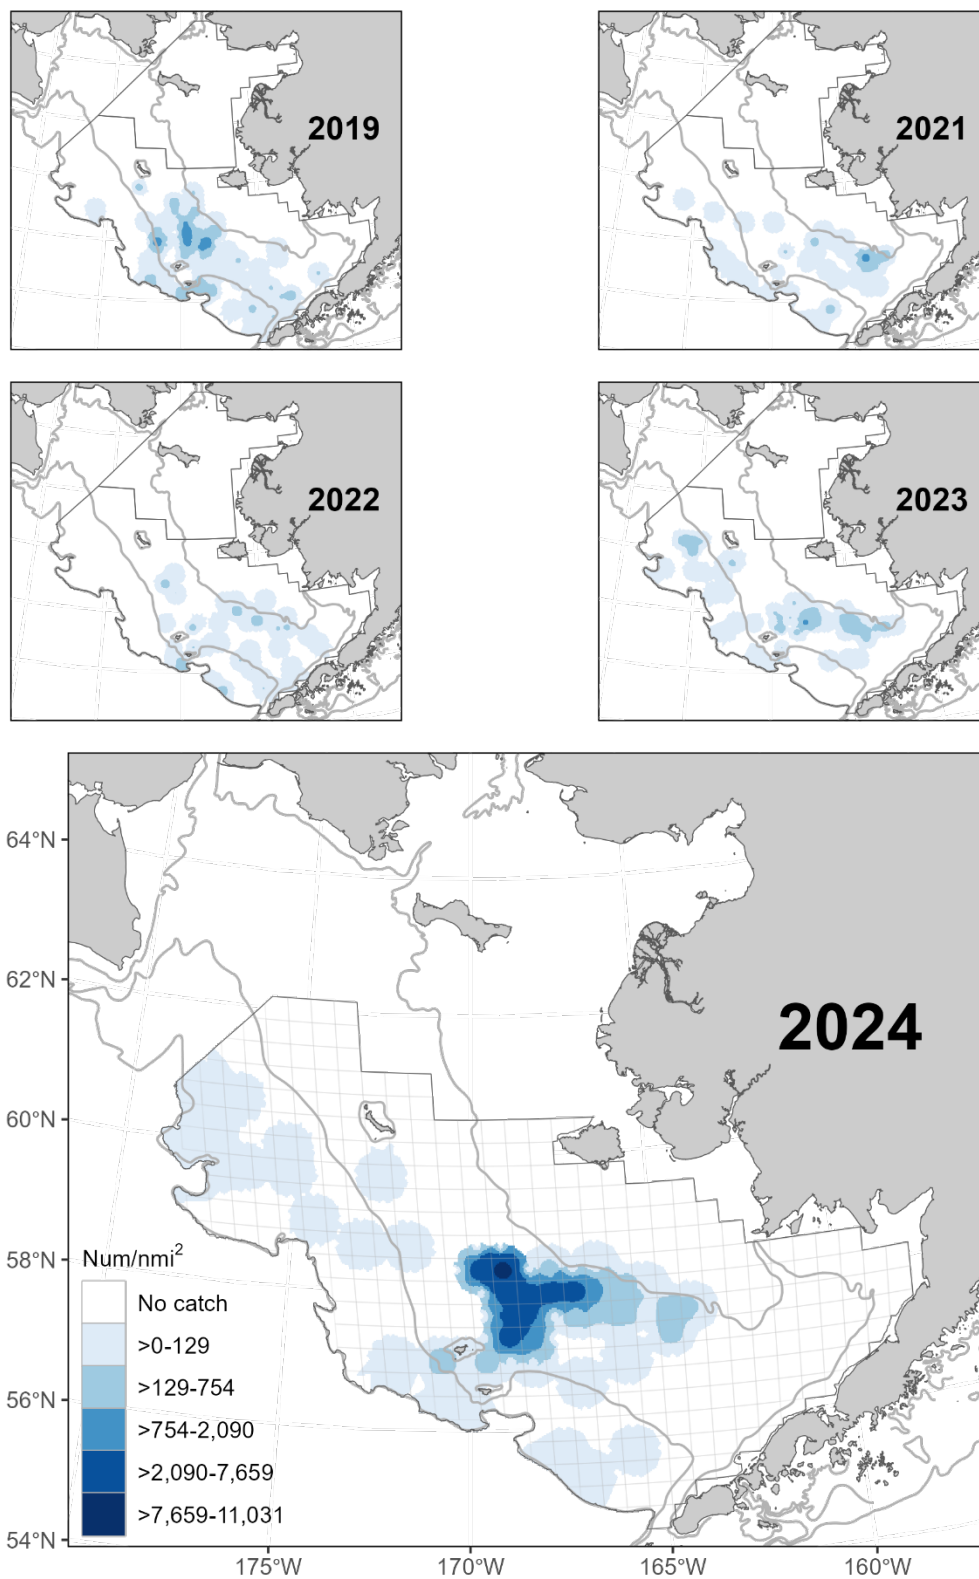 2019
2021
2022
2023
2024
64°N
62°N
60°N
58°N
56°N
54°N
Num/nmi²
No catch
>0-129
>129-754
>754-2,090
>2,090-7,659
>7,659-11,031
175°W
170°W
165°W
160°W